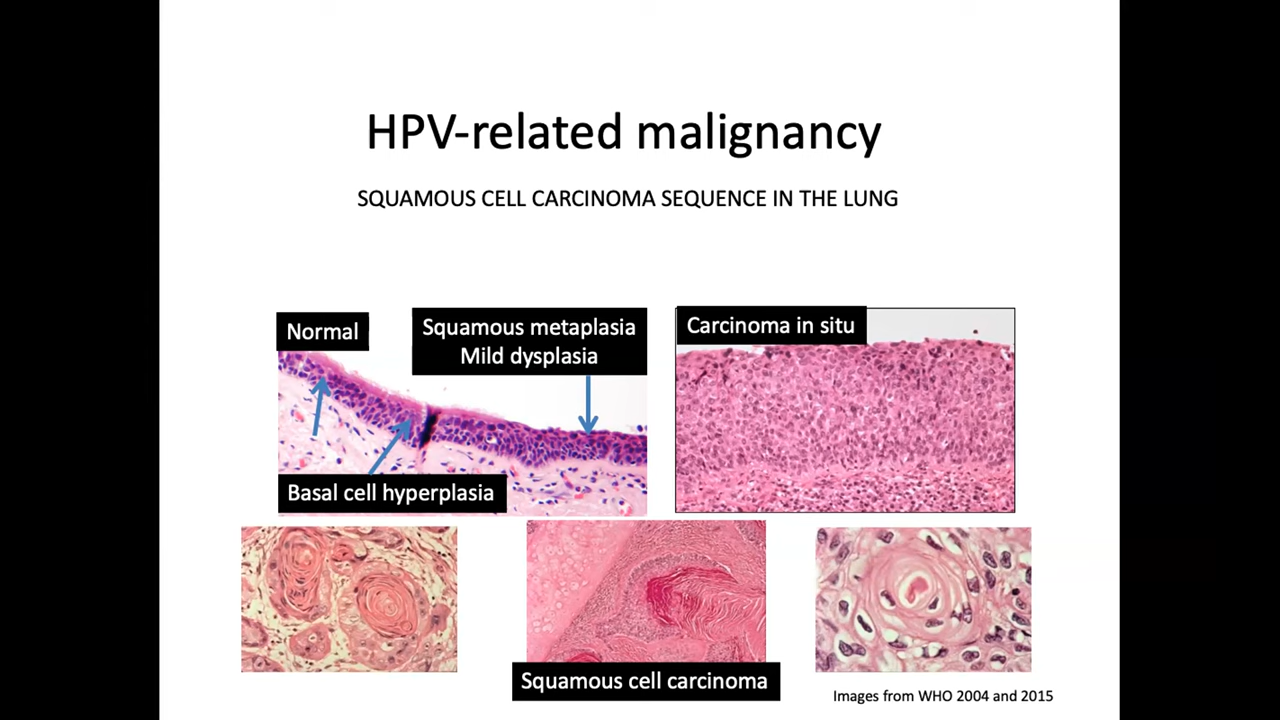 HPV-related malignancy
SQUAMOUS CELL CARCINOMA SEQUENCE IN THE LUNG
Normal
Squamous metaplasia
Mild dysplasia
Carcinoma in situ
Basal cell hyperplasia
Squamous cell carcinoma
Images from WHO 2004 and 2015